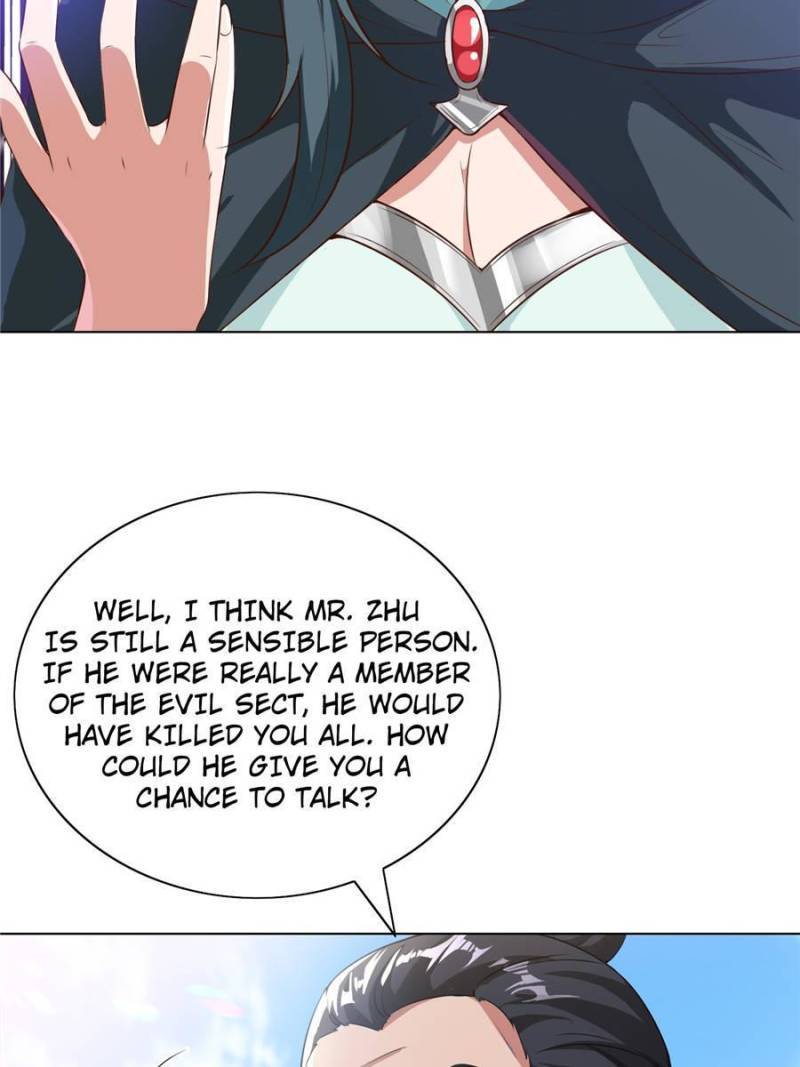 WELL, I THINK MR. ZHU
IS STILL A SENSIBLE PERSON.
IF HE WERE REALLY A MEMBER
OF THE EVIL SECT, HE WOULD
HAVE KILLED YOU ALL. HOW
COULD HE GIVE YOU A
CHANCE TO TALK?